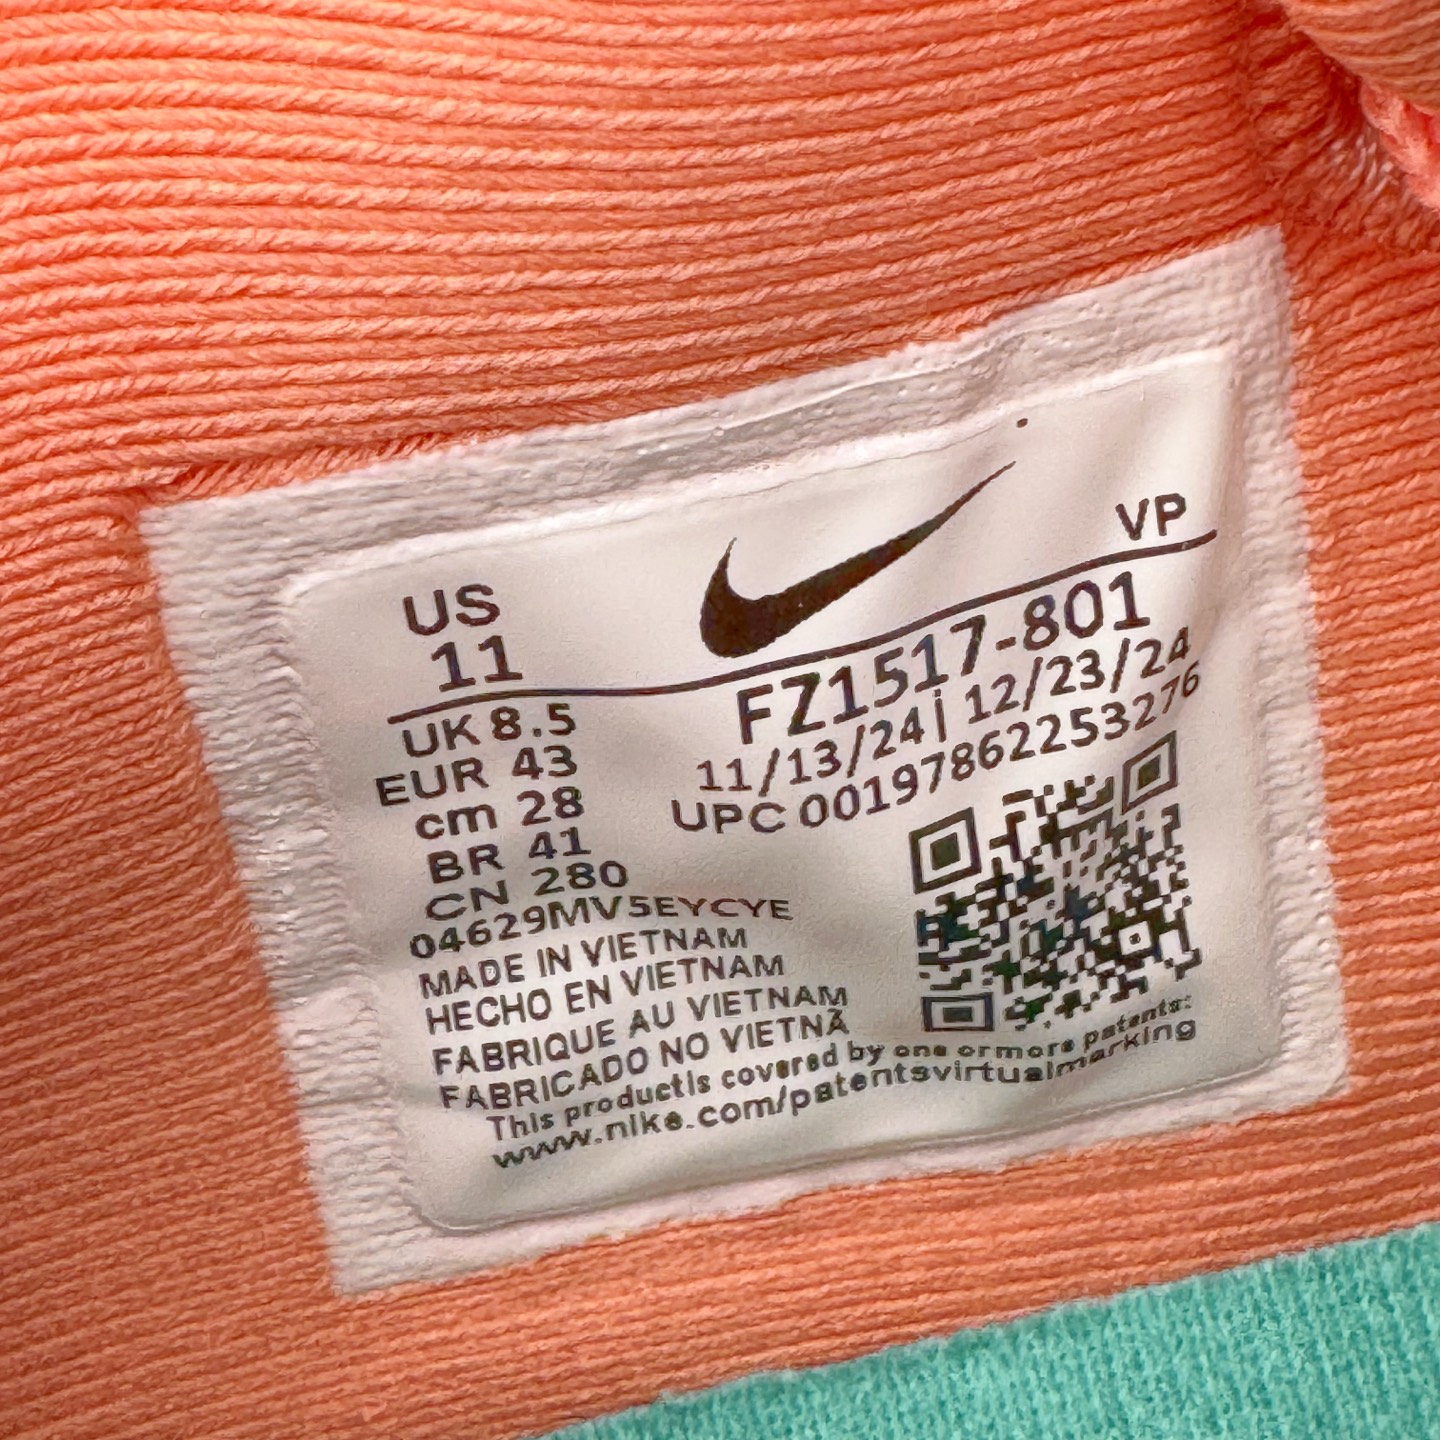 US
11
VP
UK 8.5
EUR 43
cm 28
BR 41
CN 280
FZ1517-801
11/13/24| 12/23/24
UPC 00197862253276
04629MV5EYCYE
MADE IN VIETNAM
HECHO EN VIETNAM
FABRIQUE AU VIETNAM
FABRICADO NO VIETNÃ
This productis covered by one ormore patents:
www.nike.com/patentsvirtualmarking